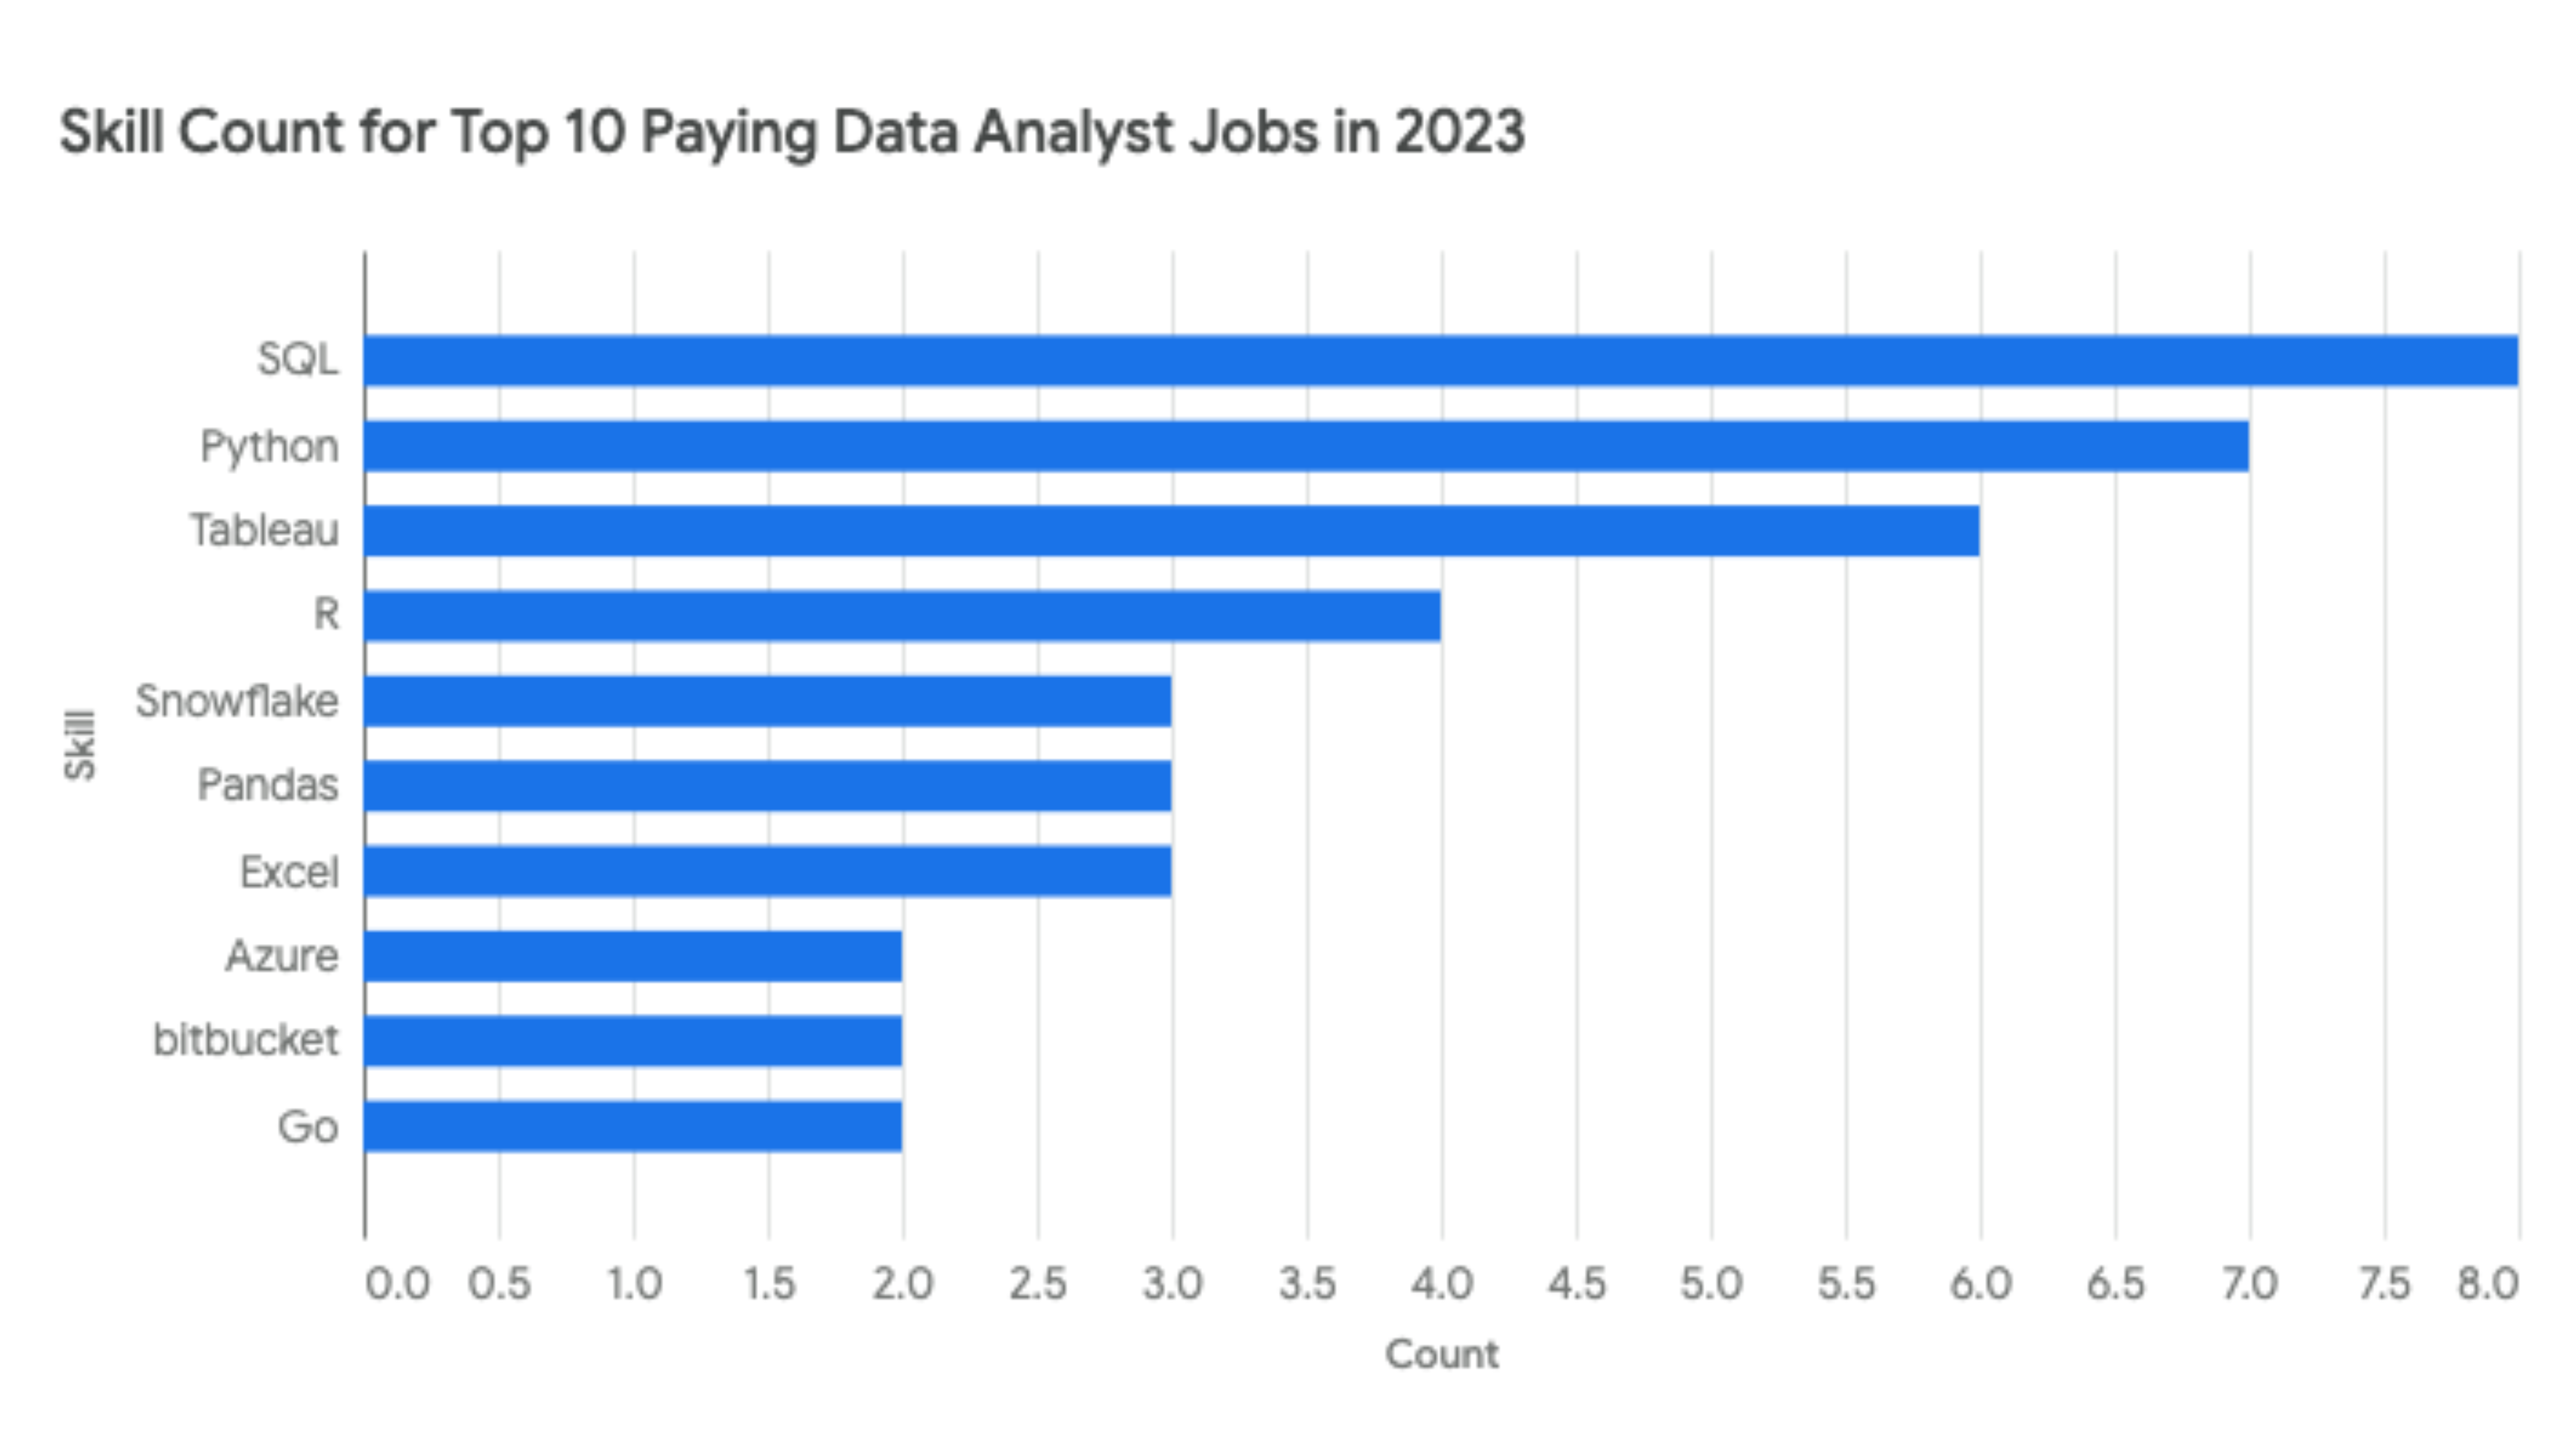 Skill Count for Top 10 Paying Data Analyst Jobs in 2023
Skill
SQL
Python
Tableau
R
Snowflake
Pandas
Excel
Azure
bitbucket
Go
0.0 0.5 1.0 1.5 2.0 2.5 3.0 3.5 4.0 4.5 5.0 5.5 6.0 6.5 7.0 7.5 8.0
Count